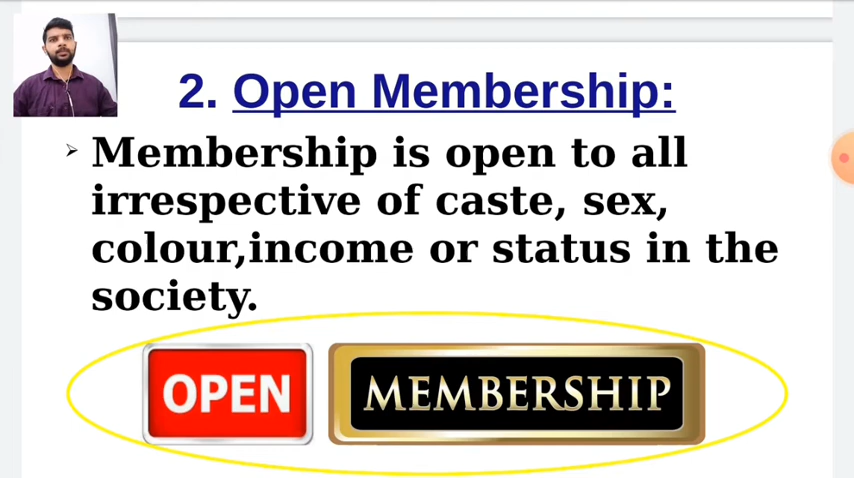 2. Open Membership:
➢ Membership is open to all
irrespective of caste, sex,
colour,income or status in the
society.
OPEN MEMBERSHIP